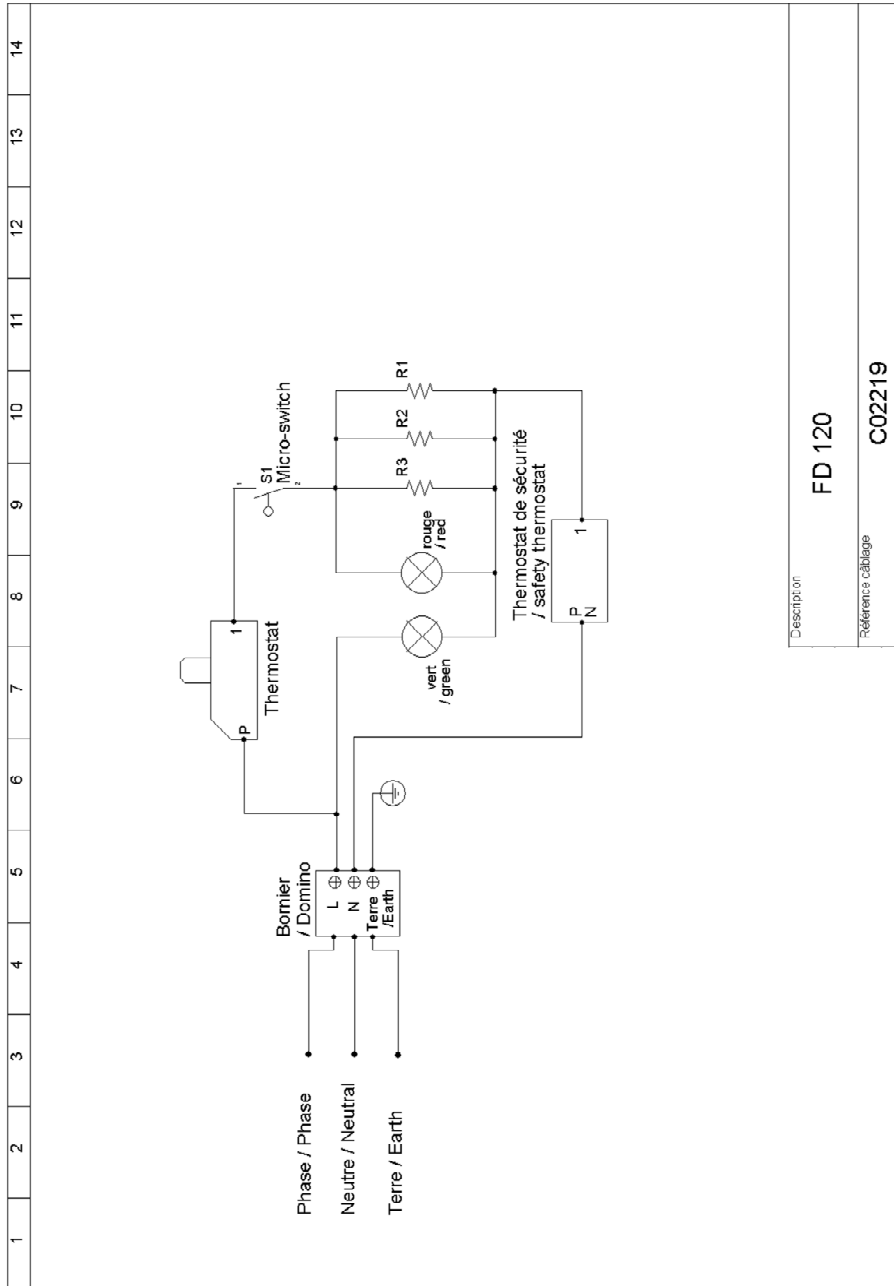 1 2 3 4 5 6 7 8 9 10 11 12 13 14
Phase / Phase
Neutre / Neutral
Terre / Earth
Bornier
/ Domino
L
N
Terre
/Earth
P
1
Thermostat
1
S1
Micro-switch
2
vert
/ green
rouge
/ red
R3
R2
R1
Thermostat de sécurité
/ safety thermostat
P
N
1
Description
FD 120
Référence câblage
C02219